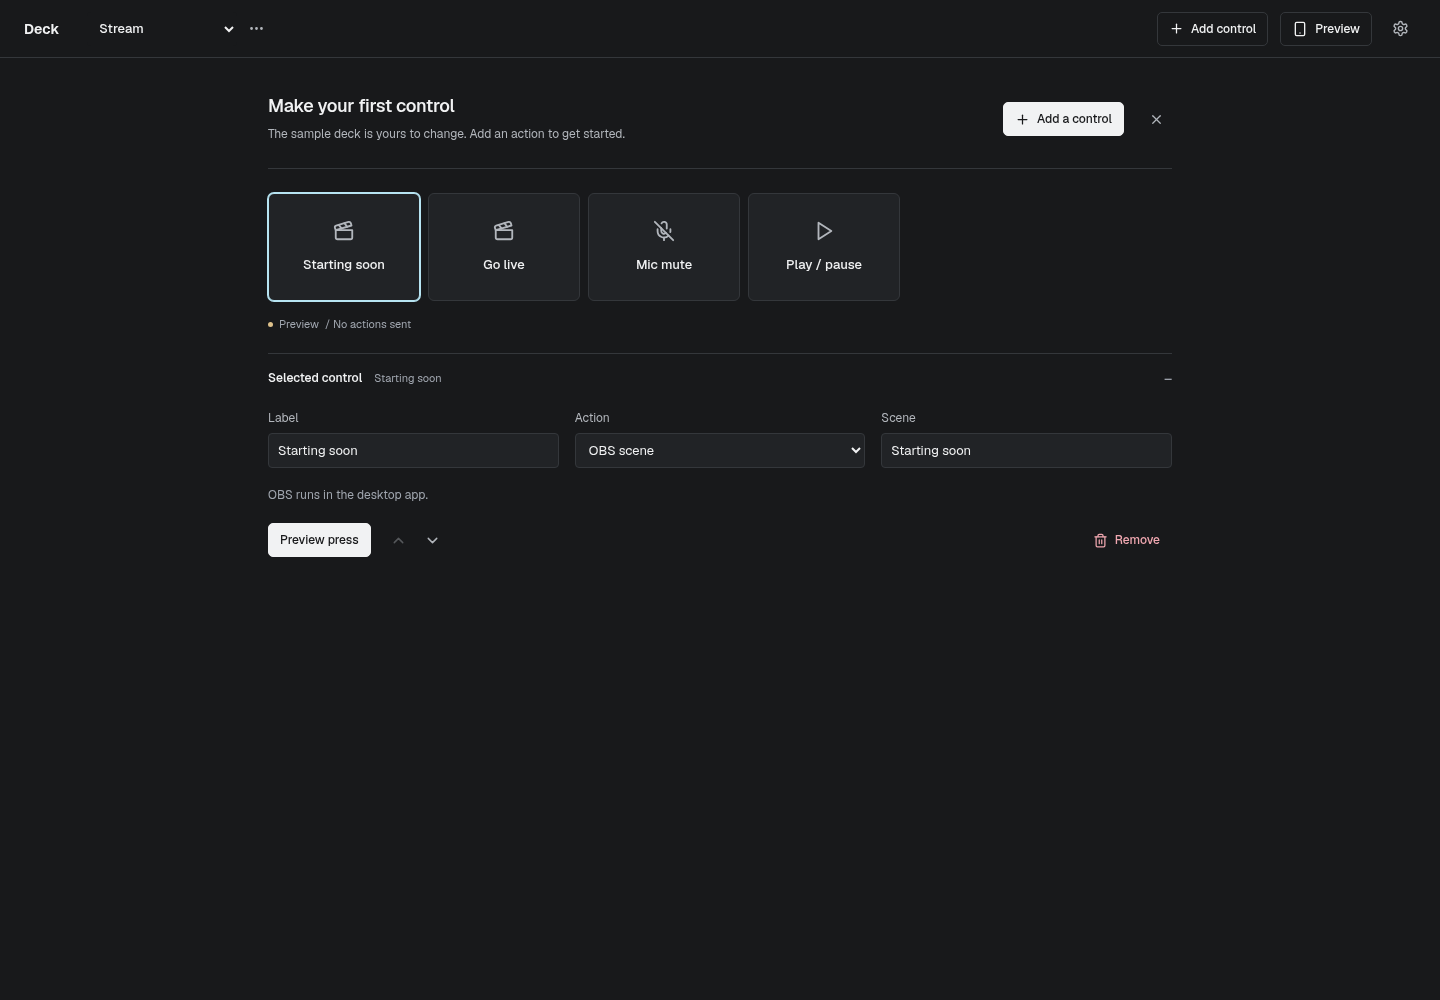 Deck
Stream
Add control
Preview
Make your first control
The sample deck is yours to change. Add an action to get started.
Add a control
Starting soon
Go live
Mic mute
Play / pause
Preview / No actions sent
Selected control Starting soon
Label
Action
Scene
Starting soon
OBS scene
Starting soon
OBS runs in the desktop app.
Preview press
Remove